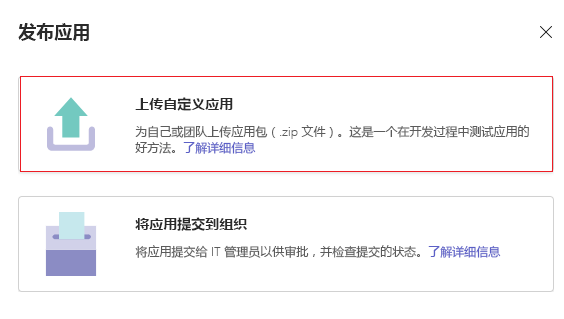 发布应用
上传自定义应用
为自己或团队上传应用包（.zip 文件）。这是一个在开发过程中测试应用的
好方法。了解详细信息
将应用提交到组织
将应用提交给 IT 管理员以供审批，并检查提交的状态。了解详细信息